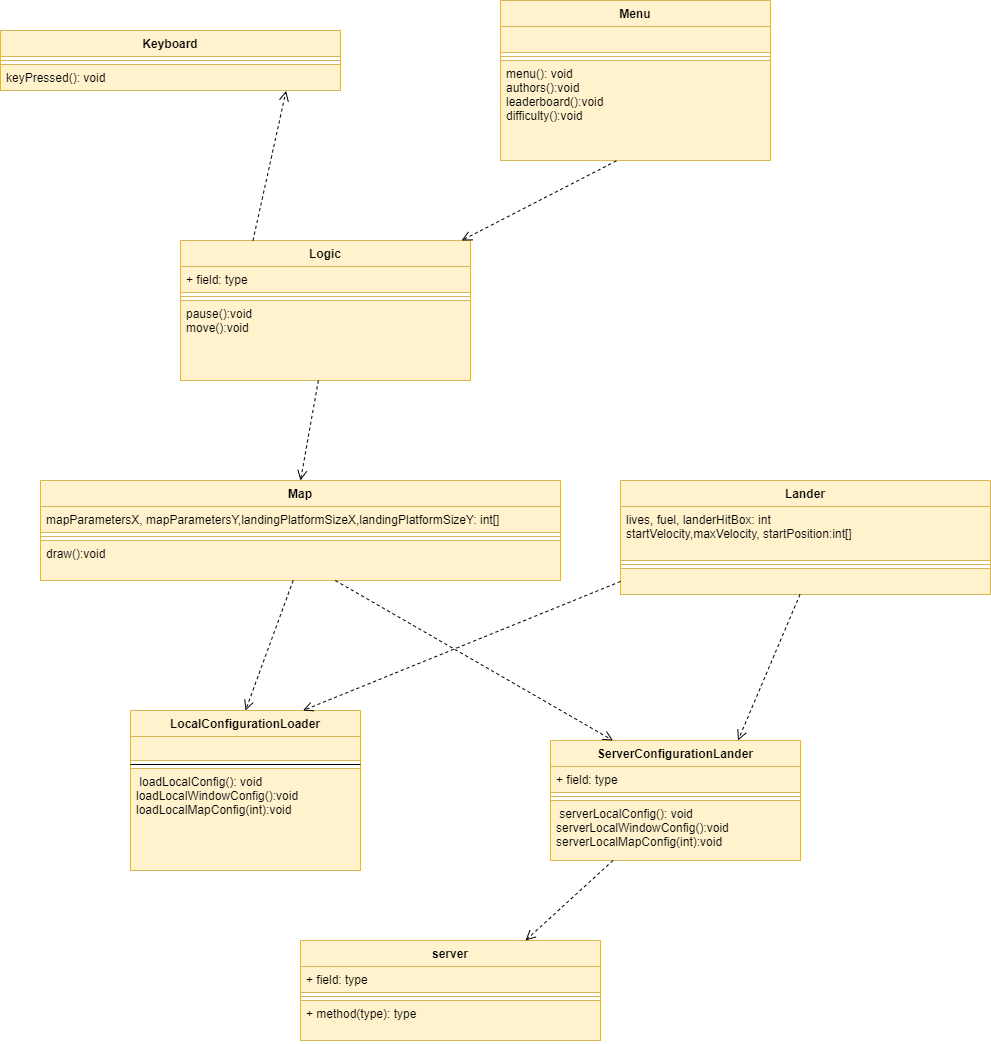 Menu
menu(): void
authors():void
leaderboard():void
difficulty():void
Keyboard
keyPressed(): void
Logic
+ field: type
pause():void
move():void
Map
mapParametersX, mapParametersY,landingPlatformSizeX,landingPlatformSizeY: int[]
draw():void
Lander
lives, fuel, landerHitBox: int
startVelocity,maxVelocity, startPosition:int[]
LocalConfigurationLoader
loadLocalConfig(): void
loadLocalWindowConfig():void
loadLocalMapConfig(int):void
ServerConfigurationLander
+ field: type
serverLocalConfig(): void
serverLocalWindowConfig():void
serverLocalMapConfig(int):void
server
+ field: type
+ method(type): type